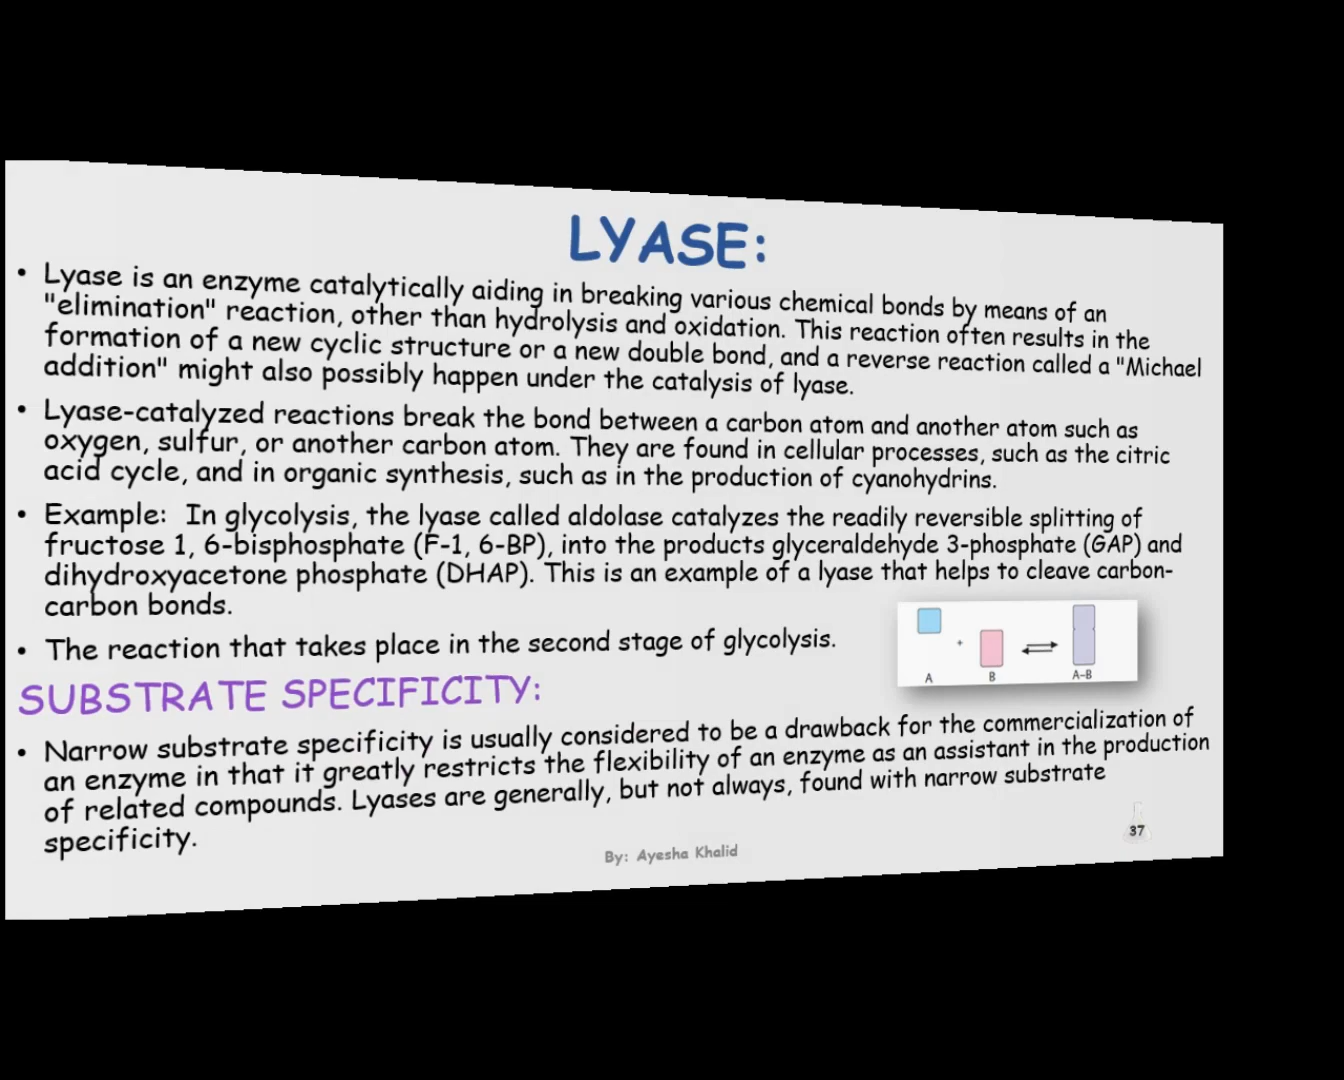 LYASE:
• Lyase is an enzyme catalytically aiding in breaking various chemical bonds by means of an
"elimination" reaction, other than hydrolysis and oxidation. This reaction often results in the
formation of a new cyclic structure or a new double bond, and a reverse reaction called a "Michael
addition" might also possibly happen under the catalysis of lyase.
• Lyase-catalyzed reactions break the bond between a carbon atom and another atom such as
oxygen, sulfur, or another carbon atom. They are found in cellular processes, such as the citric
acid cycle, and in organic synthesis, such as in the production of cyanohydrins.
• Example: In glycolysis, the lyase called aldolase catalyzes the readily reversible splitting of
fructose 1, 6-bisphosphate (F-1, 6-BP), into the products glyceraldehyde 3-phosphate (GAP) and
dihydroxyacetone phosphate (DHAP). This is an example of a lyase that helps to cleave carbon-
carbon bonds.
• The reaction that takes place in the second stage of glycolysis.
+
A B A-B
SUBSTRATE SPECIFICITY:
• Narrow substrate specificity is usually considered to be a drawback for the commercialization of
an enzyme in that it greatly restricts the flexibility of an enzyme as an assistant in the production
of related compounds. Lyases are generally, but not always, found with narrow substrate
specificity.
By: Ayesha Khalid
37